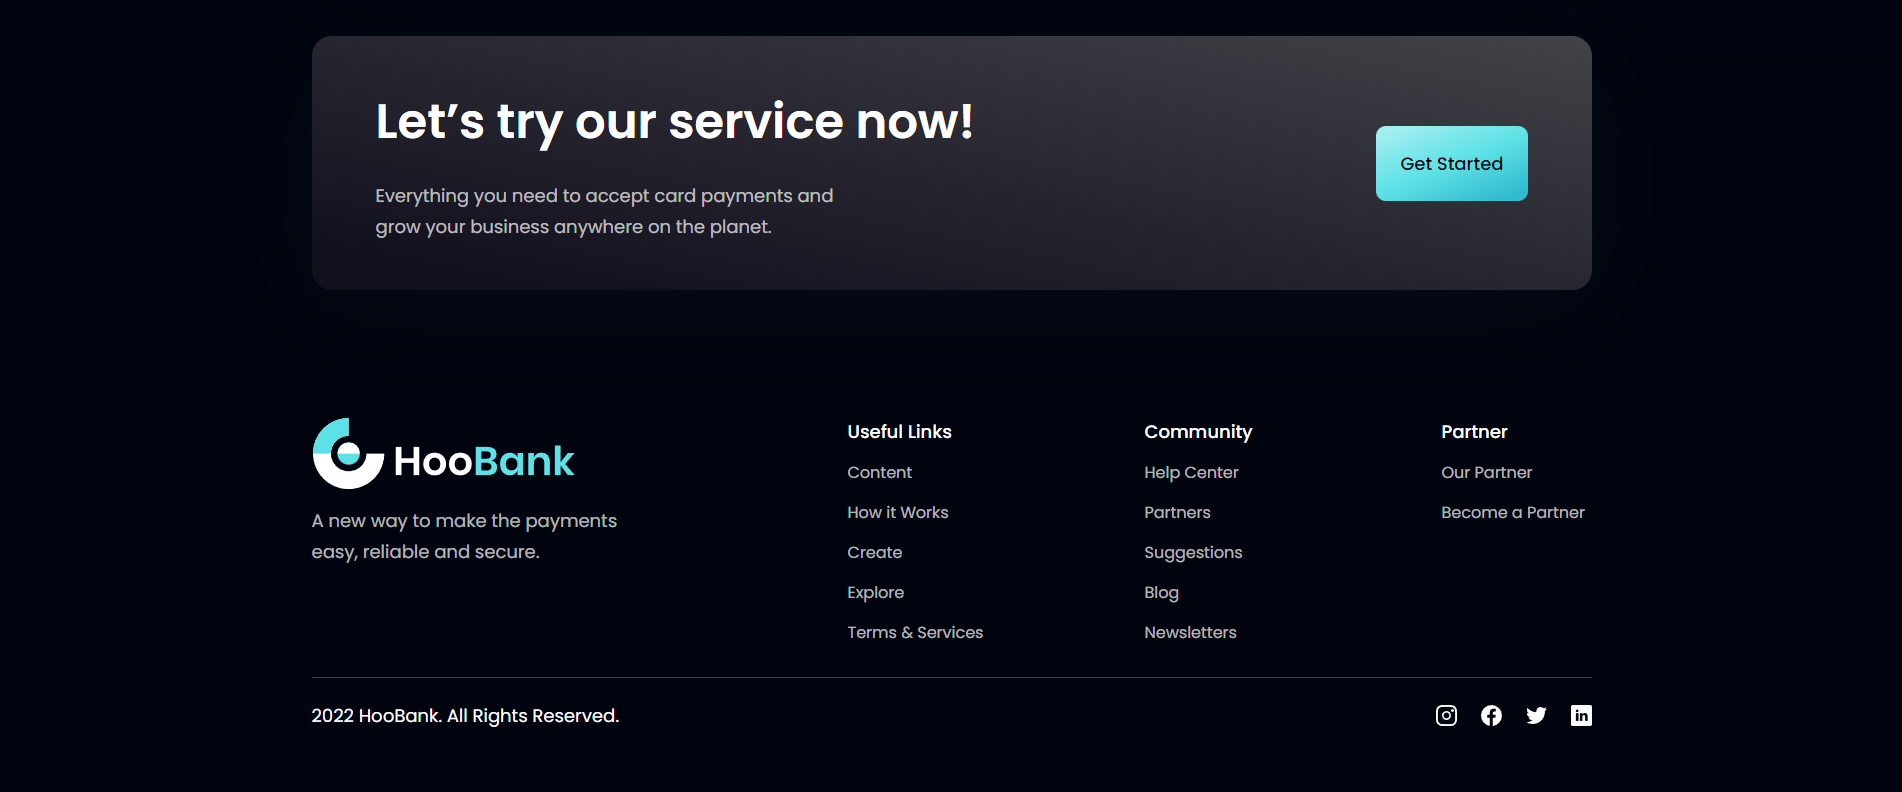 Let’s try our service now!
Everything you need to accept card payments and
grow your business anywhere on the planet.
Get Started
HooBank
A new way to make the payments
easy, reliable and secure.
Useful Links
Content
How it Works
Create
Explore
Terms & Services
Community
Help Center
Partners
Suggestions
Blog
Newsletters
Partner
Our Partner
Become a Partner
2022 HooBank. All Rights Reserved.